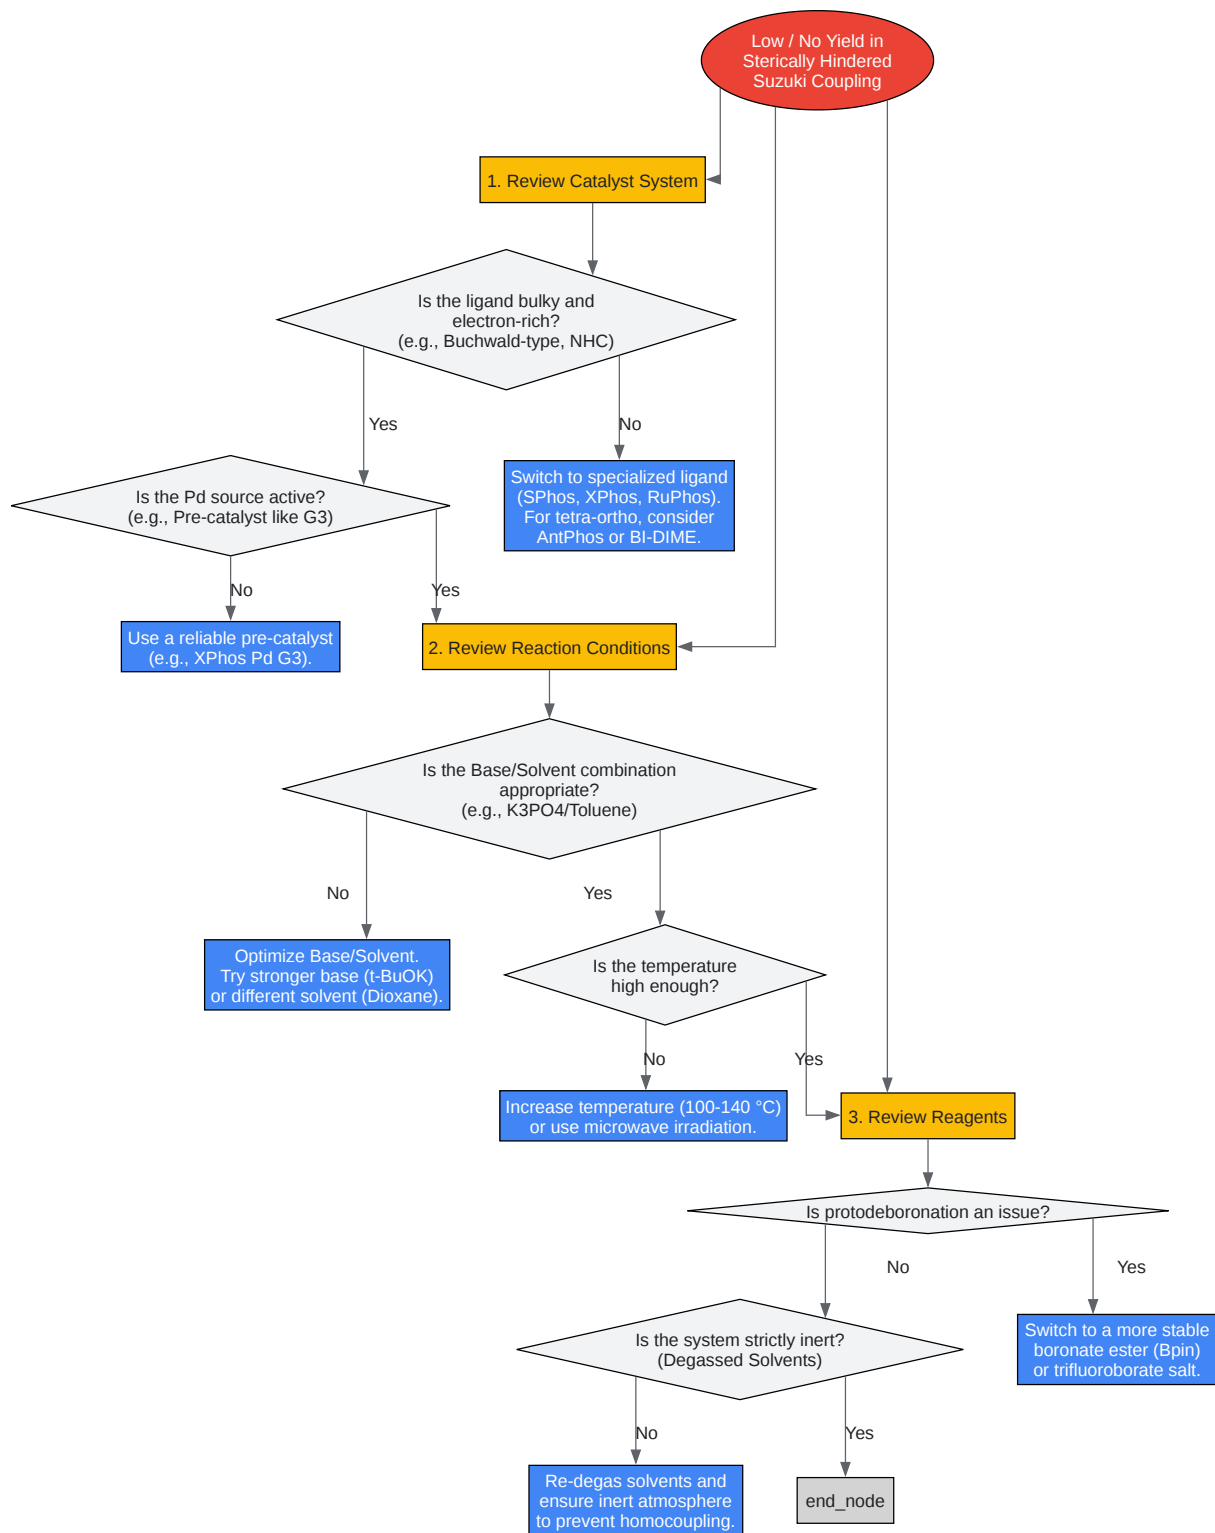 Low / No Yield in
Sterically Hindered
Suzuki Coupling
1. Review Catalyst System
Is the ligand bulky and
electron-rich?
(e.g., Buchwald-type, NHC)
Yes
No
Is the Pd source active?
(e.g., Pre-catalyst like G3)
Switch to specialized ligand
(SPhos, XPhos, RuPhos).
For tetra-ortho, consider
AntPhos or BI-DIME.
No
Yes
Use a reliable pre-catalyst
(e.g., XPhos Pd G3).
2. Review Reaction Conditions
Is the Base/Solvent combination
appropriate?
(e.g., K3PO4/Toluene)
No
Yes
Optimize Base/Solvent.
Try stronger base (t-BuOK)
or different solvent (Dioxane).
Is the temperature
high enough?
No
Yes
Increase temperature (100-140 °C)
or use microwave irradiation.
3. Review Reagents
Is protodeboronation an issue?
No
Yes
Is the system strictly inert?
(Degassed Solvents)
Switch to a more stable
boronate ester (Bpin)
or trifluoroborate salt.
No
Yes
Re-degas solvents and
ensure inert atmosphere
to prevent homocoupling.
end_node